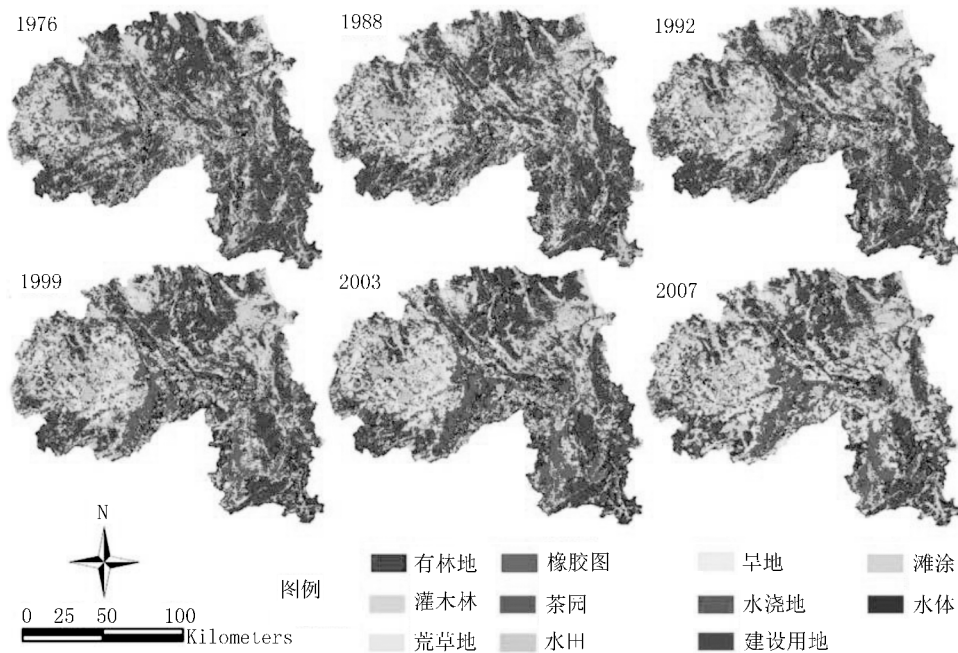 1976
1988
1992
1999
2003
2007
N
0 25 50 100
Kilometers
图例
有林地
橡胶图
旱地
滩涂
灌木林
茶园
水浇地
水体
荒草地
水田
建设用地